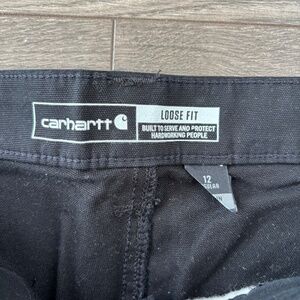 carhartt
LOOSE FIT
BUILT TO SERVE AND PROTECT
HARDWORKING PEOPLE
12